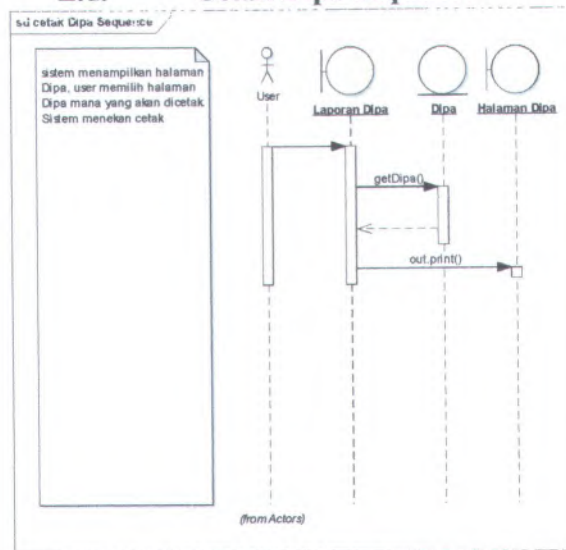 sd cetak Dipa Sequence
sistem menampilkan halaman
Dipa, user memilih halaman
Dipa mana yang akan dicetak
Sistem menekan cetak
User
Laporan Dipa
Dipa
Halaman Dipa
getDipa()
out.print()
(from Actors)